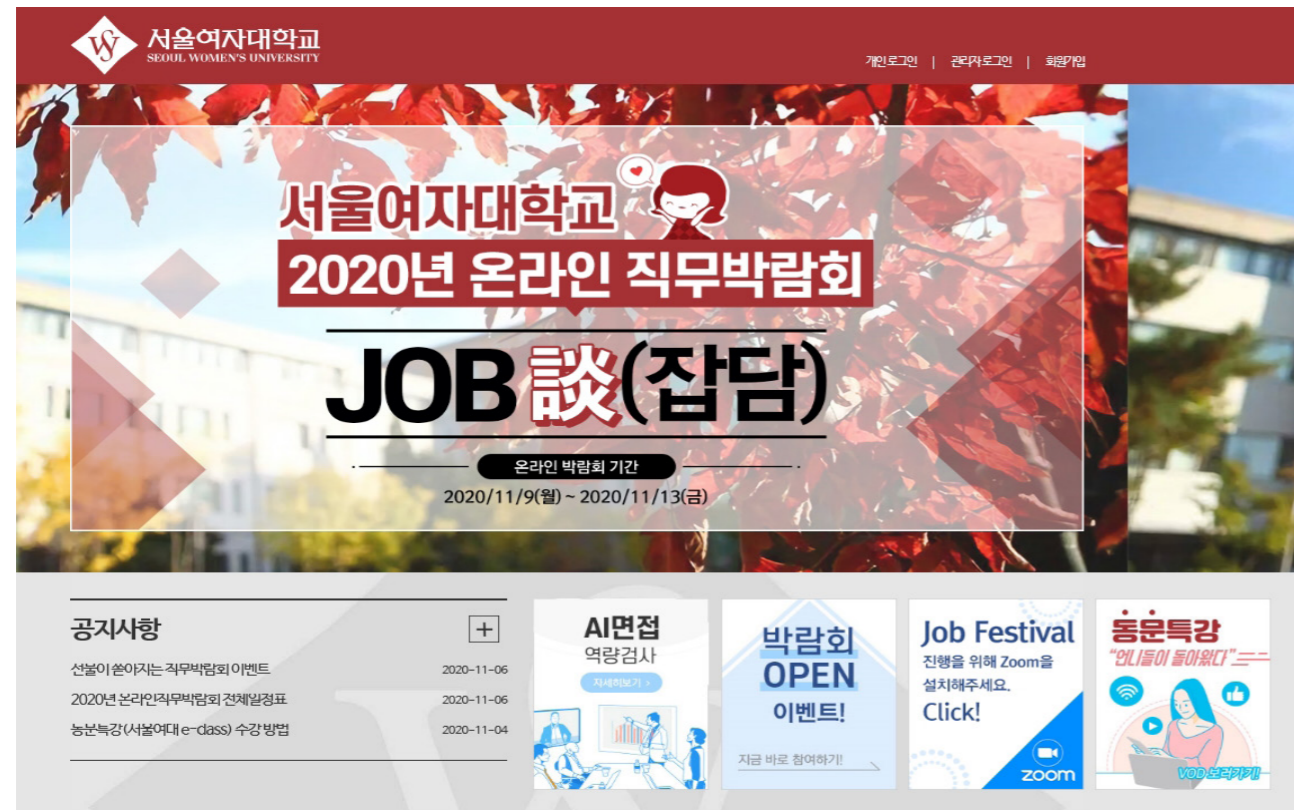 서울여자대학교
SEOUL WOMEN'S UNIVERSITY
개인로그인 | 관리자로그인 | 회원가입
서울여자대학교
2020년 온라인 직무박람회
JOB 談(잡담)
온라인 박람회 기간
2020/11/9(월) ~ 2020/11/13(금)
공지사항 +
선물이 쏟아지는 직무박람회 이벤트 2020-11-06
2020년 온라인직무박람회 전체일정표 2020-11-06
동문특강(서울여대 e-class) 수강 방법 2020-11-04
AI면접
역량검사
자세히보기 >
박람회
OPEN
이벤트!
지금 바로 참여하기!
Job Festival
진행을 위해 Zoom을
설치해주세요.
Click!
zoom
동문특강
"언니들이 돌아왔다"
VOD 보러가기!